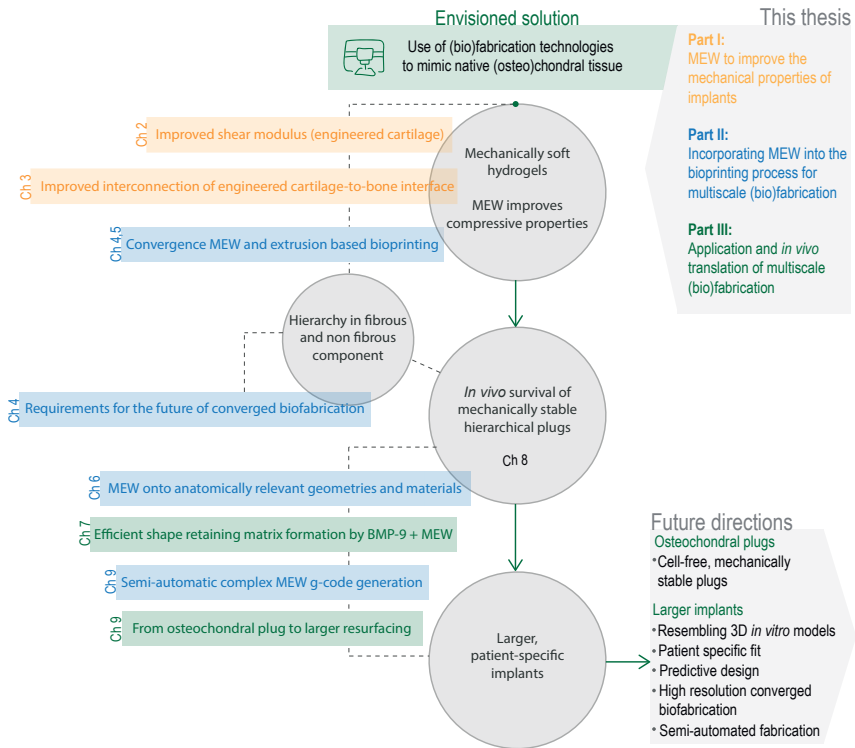 Envisioned solution
Use of (bio)fabrication technologies
to mimic native (osteo)chondral tissue
This thesis
Part I:
MEW to improve the
mechanical properties of
implants
Part II:
Incorporating MEW into the
bioprinting process for
multiscale (bio)fabrication
Part III:
Application and in vivo
translation of multiscale
(bio)fabrication
Ch 2
Improved shear modulus (engineered cartilage)
Ch 3
Improved interconnection of engineered cartilage-to-bone interface
Ch 4,5
Convergence MEW and extrusion based bioprinting
Mechanically soft
hydrogels
MEW improves
compressive properties
Hierarchy in fibrous
and non fibrous
component
Ch 4
Requirements for the future of converged biofabrication
In vivo survival of
mechanically stable
hierarchical plugs
Ch 8
Ch 6
MEW onto anatomically relevant geometries and materials
Ch 7
Efficient shape retaining matrix formation by BMP-9 + MEW
Ch 9
Semi-automatic complex MEW g-code generation
Ch 9
From osteochondral plug to larger resurfacing
Larger,
patient-specific
implants
Future directions
Osteochondral plugs
• Cell-free, mechanically
stable plugs
Larger implants
• Resembling 3D in vitro models
• Patient specific fit
• Predictive design
• High resolution converged
biofabrication
• Semi-automated fabrication